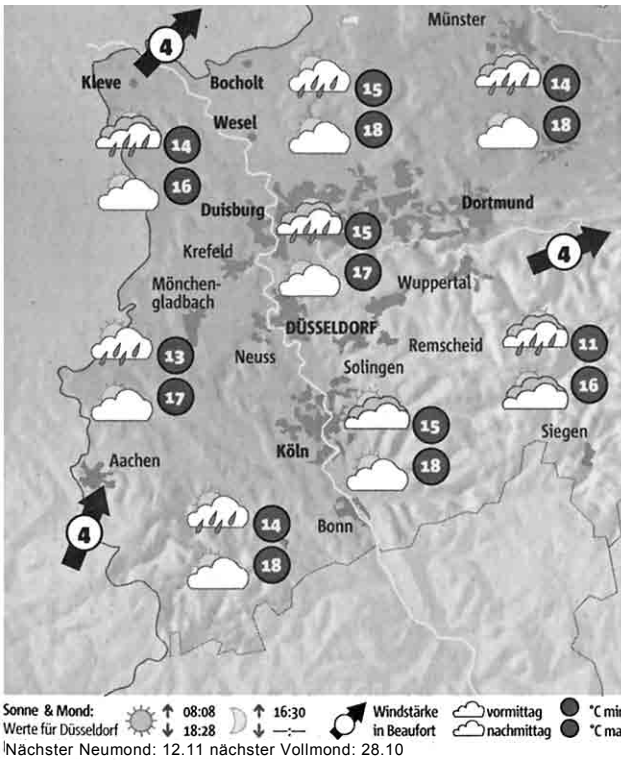 Münster
4
Kleve
Bocholt
15
14
Wesel
18
18
14
16
Duisburg
Dortmund
15
Krefeld
4
17
Wuppertal
Mönchen-
gladbach
DÜSSELDORF
13
Neuss
Remscheid
11
Solingen
17
16
15
Siegen
Köln
18
Aachen
14
Bonn
4
18
Sonne & Mond:
Werte für Düsseldorf
08:08
18:28
16:30
--:--
Windstärke
in Beaufort
vormittag
nachmittag
°C min
°C ma
Nächster Neumond: 12.11 nächster Vollmond: 28.10